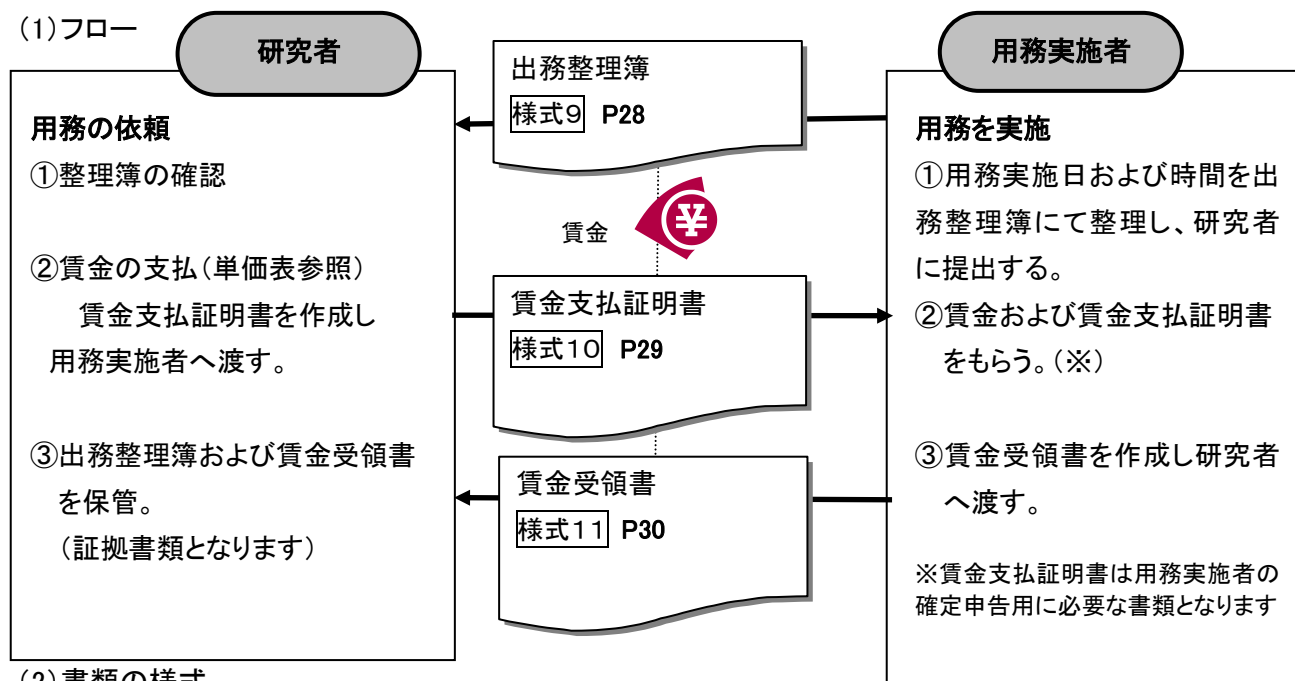 (1)フロー
研究者
用務の依頼
①整理簿の確認
②賃金の支払(単価表参照)
賃金支払証明書を作成し
用務実施者へ渡す。
③出務整理簿および賃金受領書
を保管。
(証拠書類となります)
出務整理簿
様式9 P28
賃金
¥
賃金支払証明書
様式10 P29
賃金受領書
様式11 P30
用務実施者
用務を実施
①用務実施日および時間を出
務整理簿にて整理し、研究者
に提出する。
②賃金および賃金支払証明書
をもらう。(※)
③賃金受領書を作成し研究者
へ渡す。
※賃金支払証明書は用務実施者の
確定申告用に必要な書類となります
(2)書類の様式